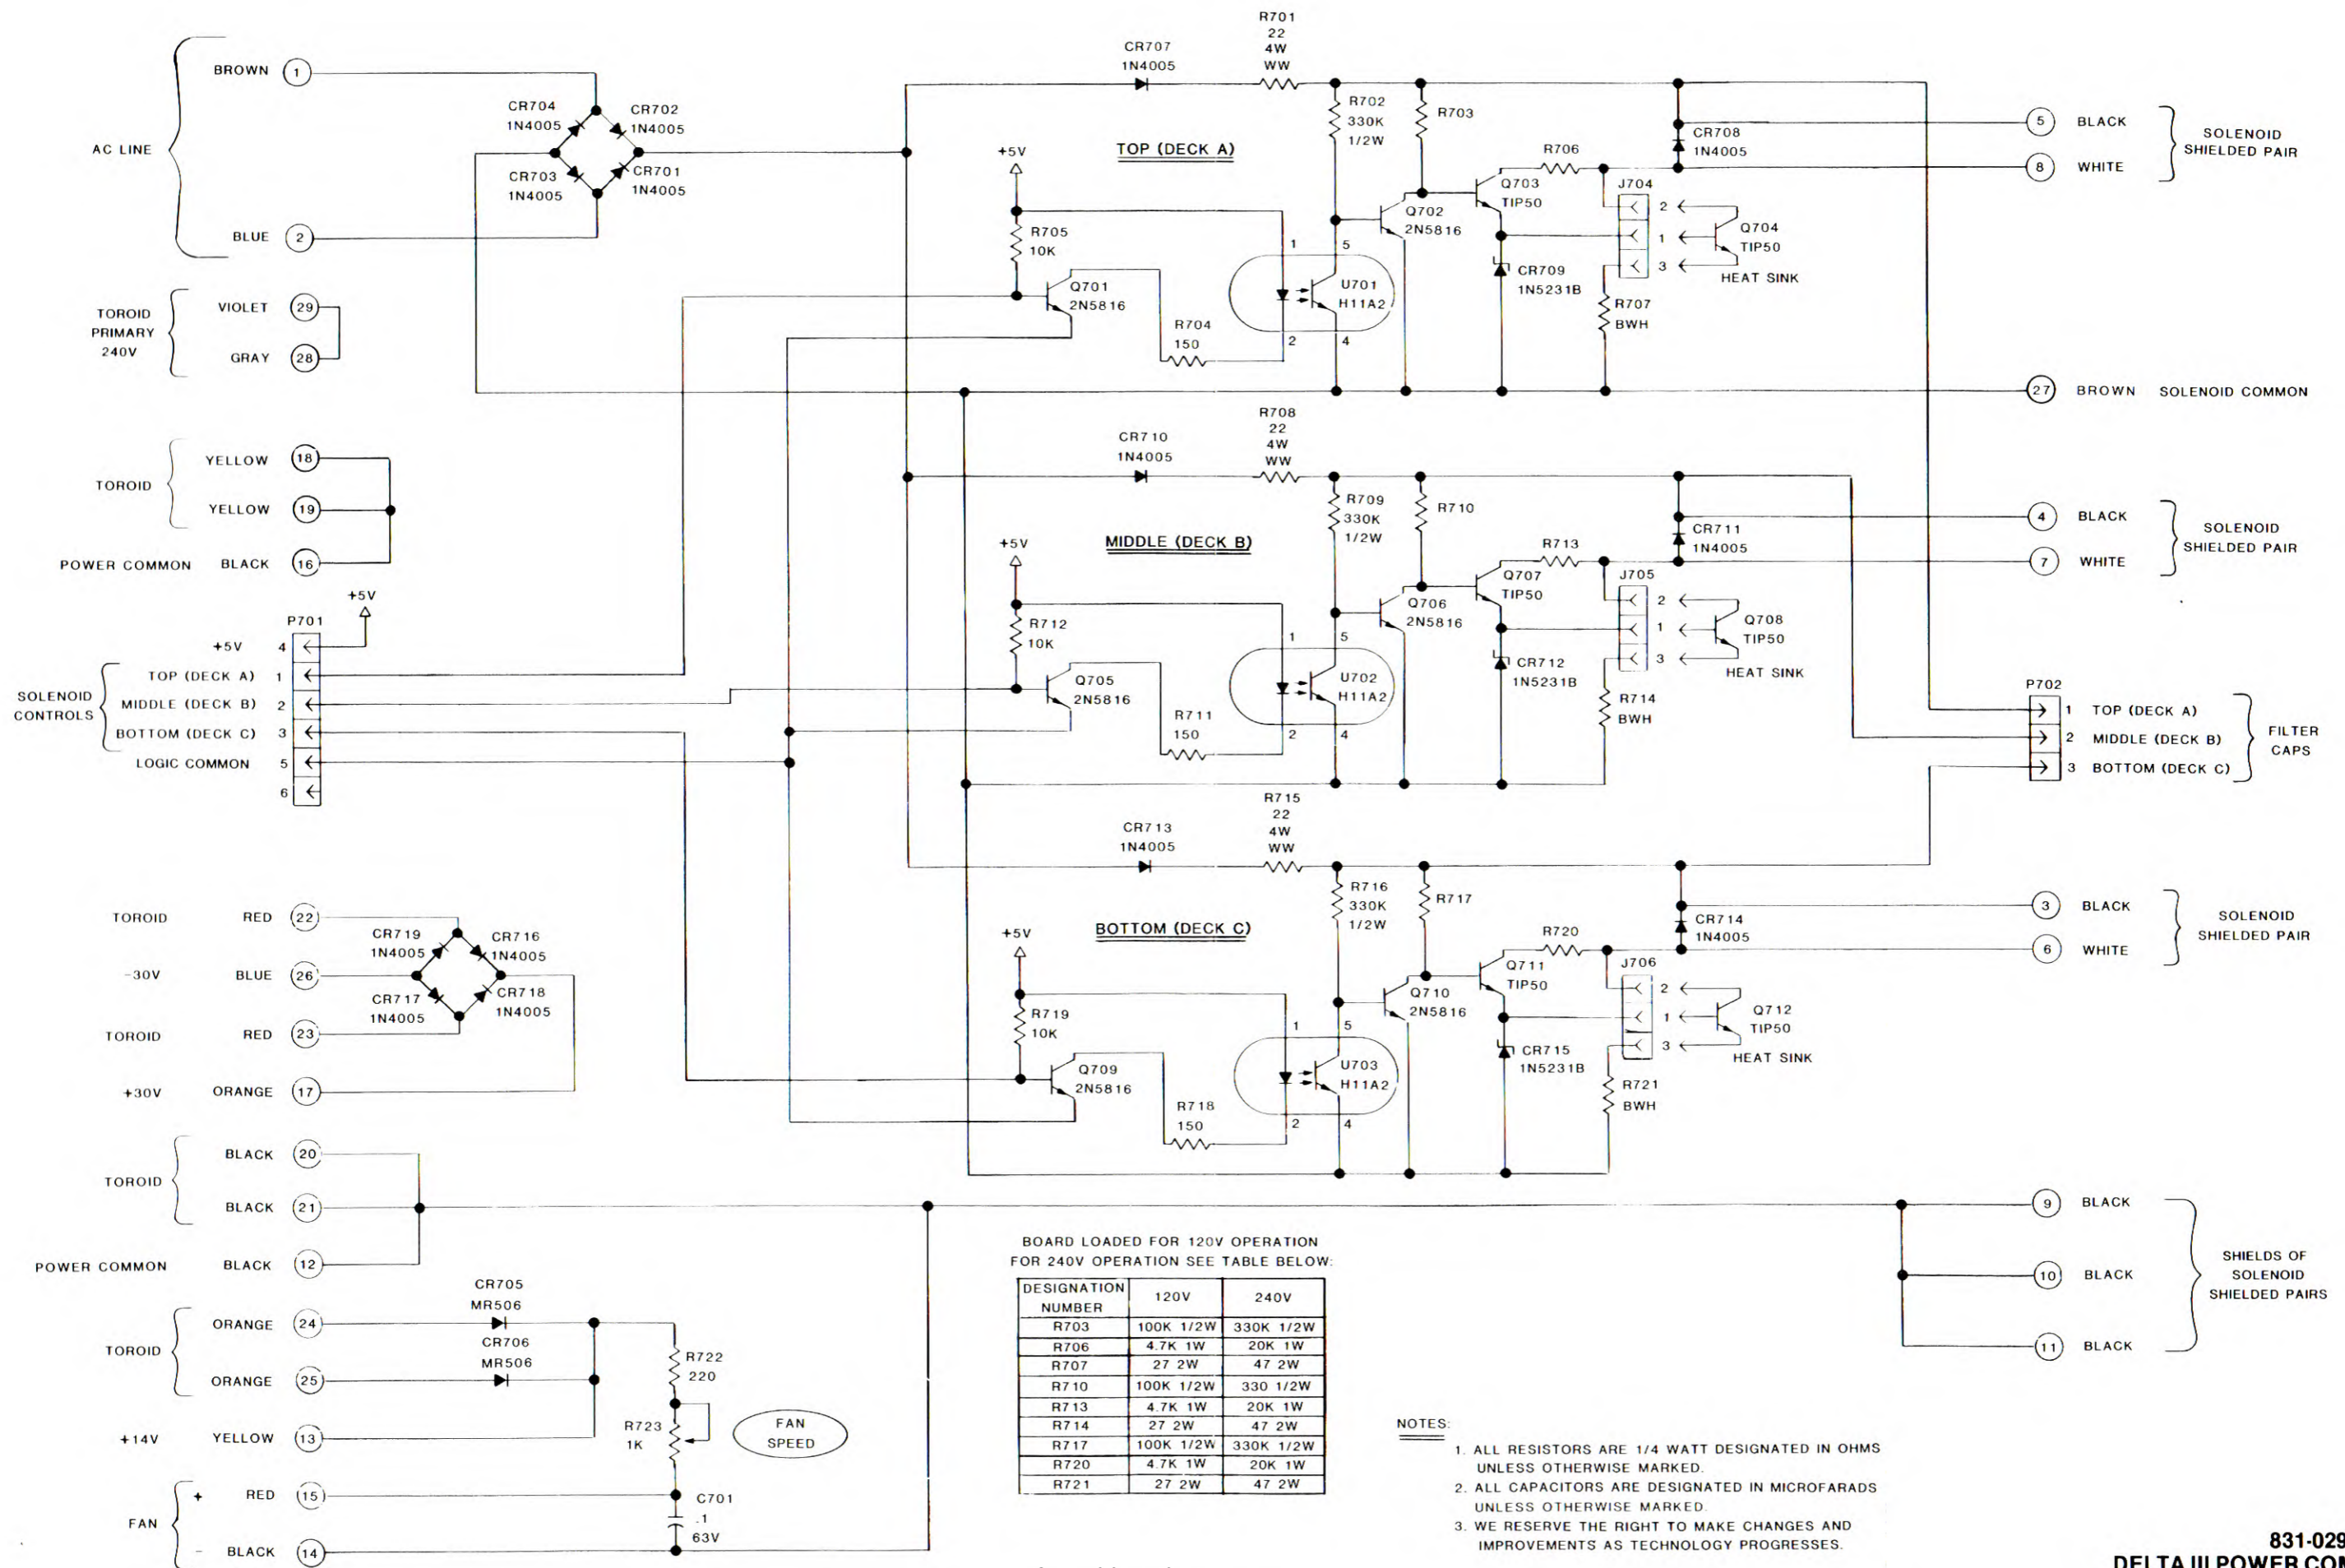 AC LINE
BROWN 1
BLUE 2
CR704
1N4005
CR702
1N4005
CR703
1N4005
CR701
1N4005
TOROID
PRIMARY
240V
VIOLET 29
GRAY 28
TOROID
YELLOW 18
YELLOW 19
POWER COMMON BLACK 16
+5V
P701
+5V 4
SOLENOID
CONTROLS
TOP (DECK A) 1
MIDDLE (DECK B) 2
BOTTOM (DECK C) 3
LOGIC COMMON 5
6
TOROID RED 22
-30V BLUE 26
TOROID RED 23
+30V ORANGE 17
CR719
1N4005
CR716
1N4005
CR717
1N4005
CR718
1N4005
TOROID
BLACK 20
BLACK 21
POWER COMMON BLACK 12
TOROID
ORANGE 24
ORANGE 25
CR705
MR506
CR706
MR506
+14V YELLOW 13
R722
220
R723
1K
FAN
SPEED
FAN
+ RED 15
- BLACK 14
C701
.1
63V
CR707
1N4005
R701
22
4W
WW
TOP (DECK A)
+5V
R705
10K
Q701
2N5816
R704
150
R702
330K
1/2W
R703
1
5
2
4
U701
H11A2
Q702
2N5816
Q703
TIP50
R706
CR708
1N4005
J704
2
1
3
Q704
TIP50
HEAT SINK
CR709
1N5231B
R707
BWH
5 BLACK
8 WHITE
SOLENOID
SHIELDED PAIR
27 BROWN SOLENOID COMMON
CR710
1N4005
R708
22
4W
WW
MIDDLE (DECK B)
+5V
R712
10K
Q705
2N5816
R711
150
R709
330K
1/2W
R710
1
5
2
4
U702
H11A2
Q706
2N5816
Q707
TIP50
R713
CR711
1N4005
J705
2
1
3
Q708
TIP50
HEAT SINK
CR712
1N5231B
R714
BWH
4 BLACK
7 WHITE
SOLENOID
SHIELDED PAIR
P702
1 TOP (DECK A)
2 MIDDLE (DECK B)
3 BOTTOM (DECK C)
FILTER
CAPS
CR713
1N4005
R715
22
4W
WW
BOTTOM (DECK C)
+5V
R719
10K
Q709
2N5816
R718
150
R716
330K
1/2W
R717
1
5
2
4
U703
H11A2
Q710
2N5816
Q711
TIP50
R720
CR714
1N4005
J706
2
1
3
Q712
TIP50
HEAT SINK
CR715
1N5231B
R721
BWH
3 BLACK
6 WHITE
SOLENOID
SHIELDED PAIR
9 BLACK
10 BLACK
11 BLACK
SHIELDS OF
SOLENOID
SHIELDED PAIRS
BOARD LOADED FOR 120V OPERATION
FOR 240V OPERATION SEE TABLE BELOW:
DESIGNATION
NUMBER 120V 240V
R703 100K 1/2W 330K 1/2W
R706 4.7K 1W 20K 1W
R707 27 2W 47 2W
R710 100K 1/2W 330 1/2W
R713 4.7K 1W 20K 1W
R714 27 2W 47 2W
R717 100K 1/2W 330K 1/2W
R720 4.7K 1W 20K 1W
R721 27 2W 47 2W
NOTES:
1. ALL RESISTORS ARE 1/4 WATT DESIGNATED IN OHMS
UNLESS OTHERWISE MARKED.
2. ALL CAPACITORS ARE DESIGNATED IN MICROFARADS
UNLESS OTHERWISE MARKED.
3. WE RESERVE THE RIGHT TO MAKE CHANGES AND
IMPROVEMENTS AS TECHNOLOGY PROGRESSES.
831-029
DELTA III POWER CON